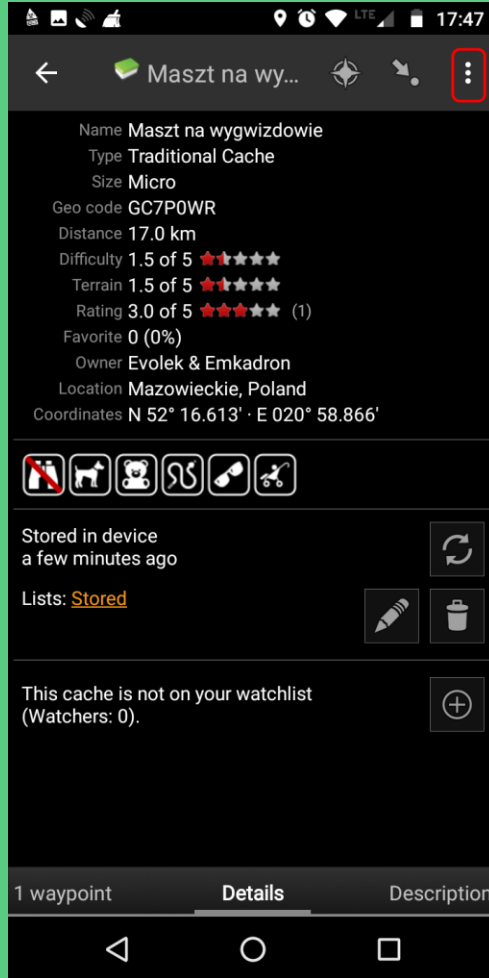 LTE 17:47
Maszt na wy...
Name Maszt na wygwizdowie
Type Traditional Cache
Size Micro
Geo code GC7P0WR
Distance 17.0 km
Difficulty 1.5 of 5
Terrain 1.5 of 5
Rating 3.0 of 5 (1)
Favorite 0 (0%)
Owner Evolek & Emkadron
Location Mazowieckie, Poland
Coordinates N 52° 16.613' · E 020° 58.866'
Stored in device
a few minutes ago
Lists: Stored
This cache is not on your watchlist
(Watchers: 0).
1 waypoint Details Description